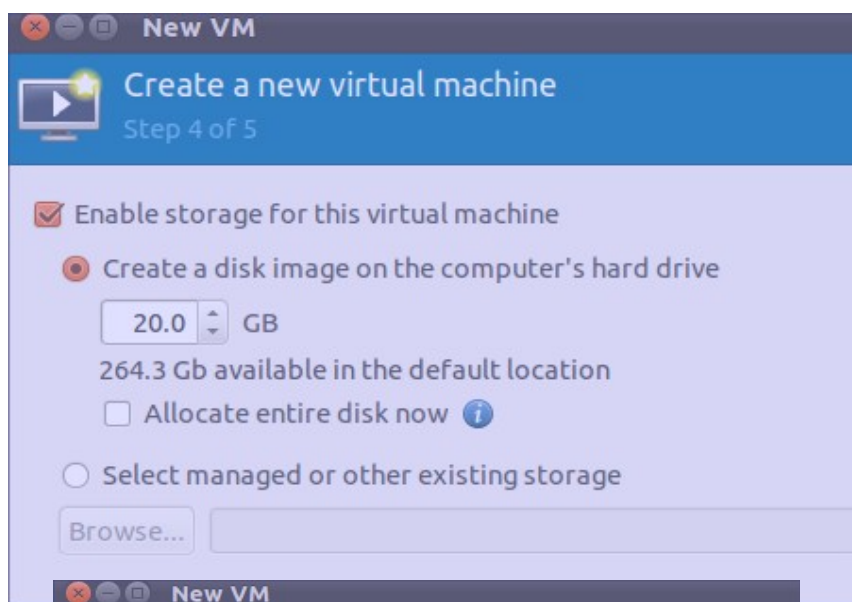 New VM
Create a new virtual machine
Step 4 of 5
Enable storage for this virtual machine
Create a disk image on the computer's hard drive
20.0 GB
264.3 Gb available in the default location
Allocate entire disk now
Select managed or other existing storage
Browse...
New VM